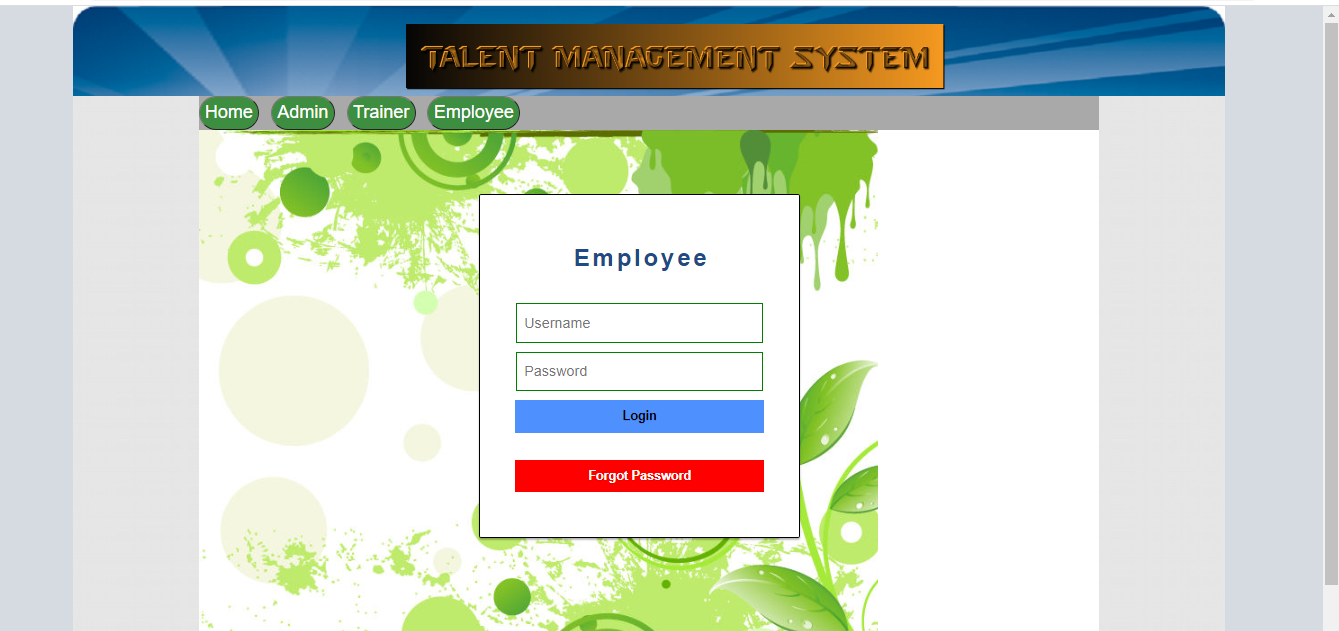 TALENT MANAGEMENT SYSTEM
Home Admin Trainer Employee
Employee
Username
Password
Login
Forgot Password